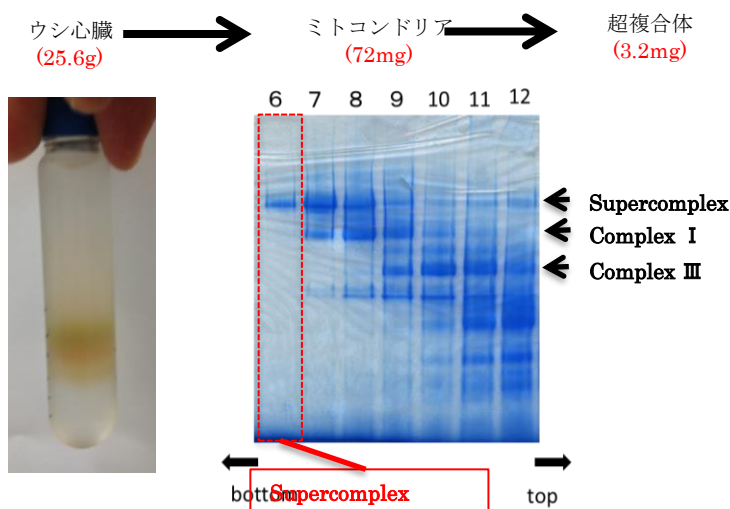 ウシ心臓
(25.6g)
ミトコンドリア
(72mg)
超複合体
(3.2mg)
6 7 8 9 10 11 12
Supercomplex
Complex Ⅰ
Complex Ⅲ
bottom
Supercomplex
top